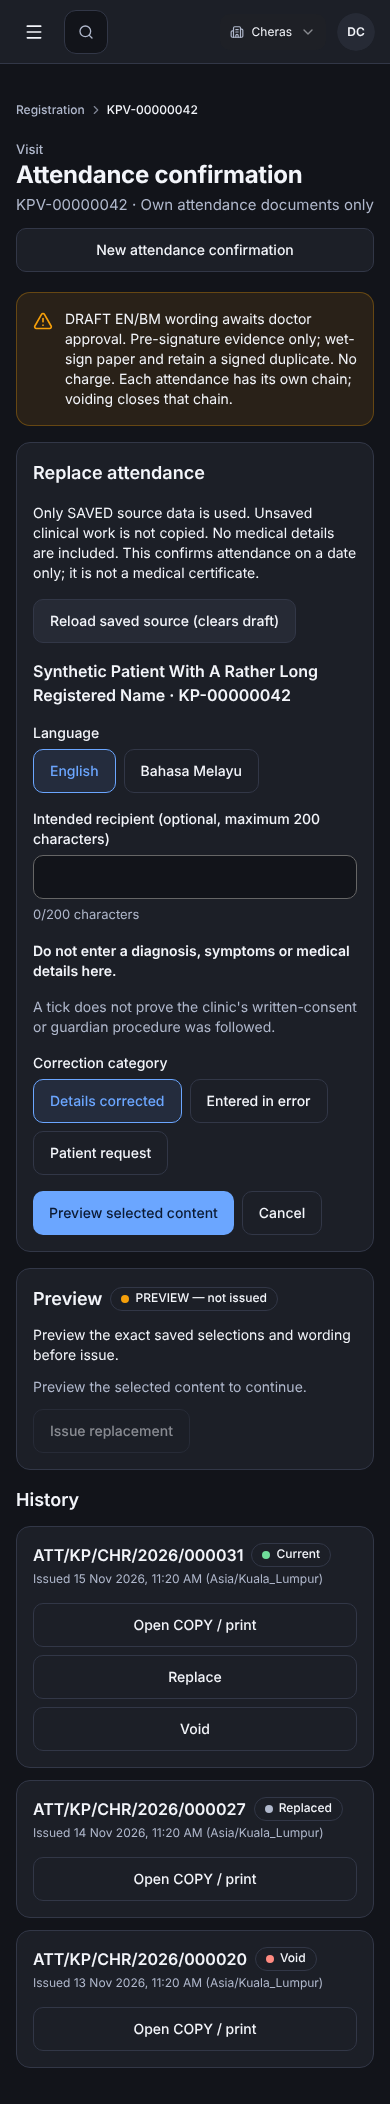 Cheras
DC
Registration > KPV-00000042
Visit
Attendance confirmation
KPV-00000042 · Own attendance documents only
New attendance confirmation
DRAFT EN/BM wording awaits doctor
approval. Pre-signature evidence only; wet-
sign paper and retain a signed duplicate. No
charge. Each attendance has its own chain;
voiding closes that chain.
Replace attendance
Only SAVED source data is used. Unsaved
clinical work is not copied. No medical details
are included. This confirms attendance on a date
only; it is not a medical certificate.
Reload saved source (clears draft)
Synthetic Patient With A Rather Long
Registered Name · KP-00000042
Language
English
Bahasa Melayu
Intended recipient (optional, maximum 200
characters)
0/200 characters
Do not enter a diagnosis, symptoms or medical
details here.
A tick does not prove the clinic's written-consent
or guardian procedure was followed.
Correction category
Details corrected
Entered in error
Patient request
Preview selected content
Cancel
Preview
PREVIEW — not issued
Preview the exact saved selections and wording
before issue.
Preview the selected content to continue.
Issue replacement
History
ATT/KP/CHR/2026/000031
Current
Issued 15 Nov 2026, 11:20 AM (Asia/Kuala_Lumpur)
Open COPY / print
Replace
Void
ATT/KP/CHR/2026/000027
Replaced
Issued 14 Nov 2026, 11:20 AM (Asia/Kuala_Lumpur)
Open COPY / print
ATT/KP/CHR/2026/000020
Void
Issued 13 Nov 2026, 11:20 AM (Asia/Kuala_Lumpur)
Open COPY / print